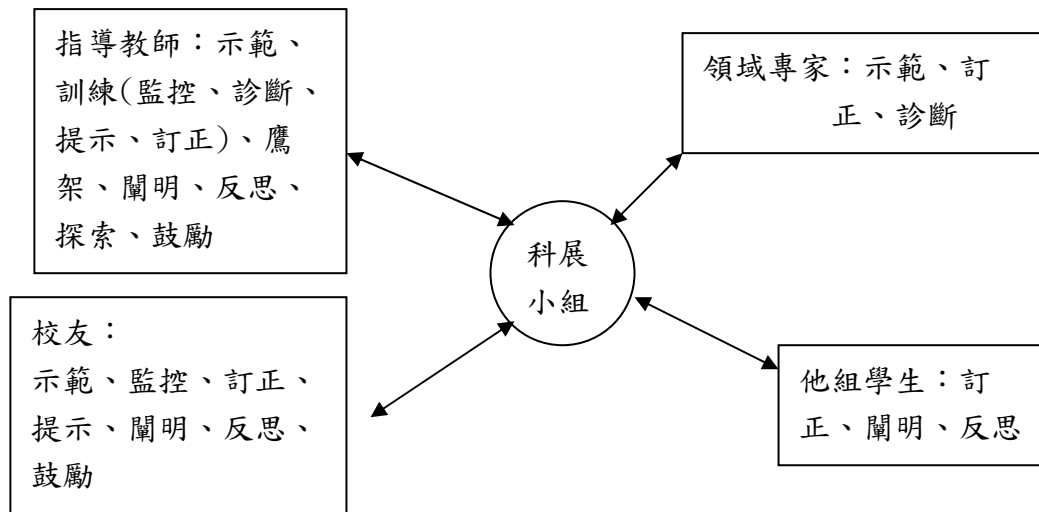 指導教師：示範、
訓練(監控、診斷、
提示、訂正)、鷹
架、闡明、反思、
探索、鼓勵
領域專家：示範、訂
正、診斷
科展
小組
校友：
示範、監控、訂正、
提示、闡明、反思、
鼓勵
他組學生：訂
正、闡明、反思